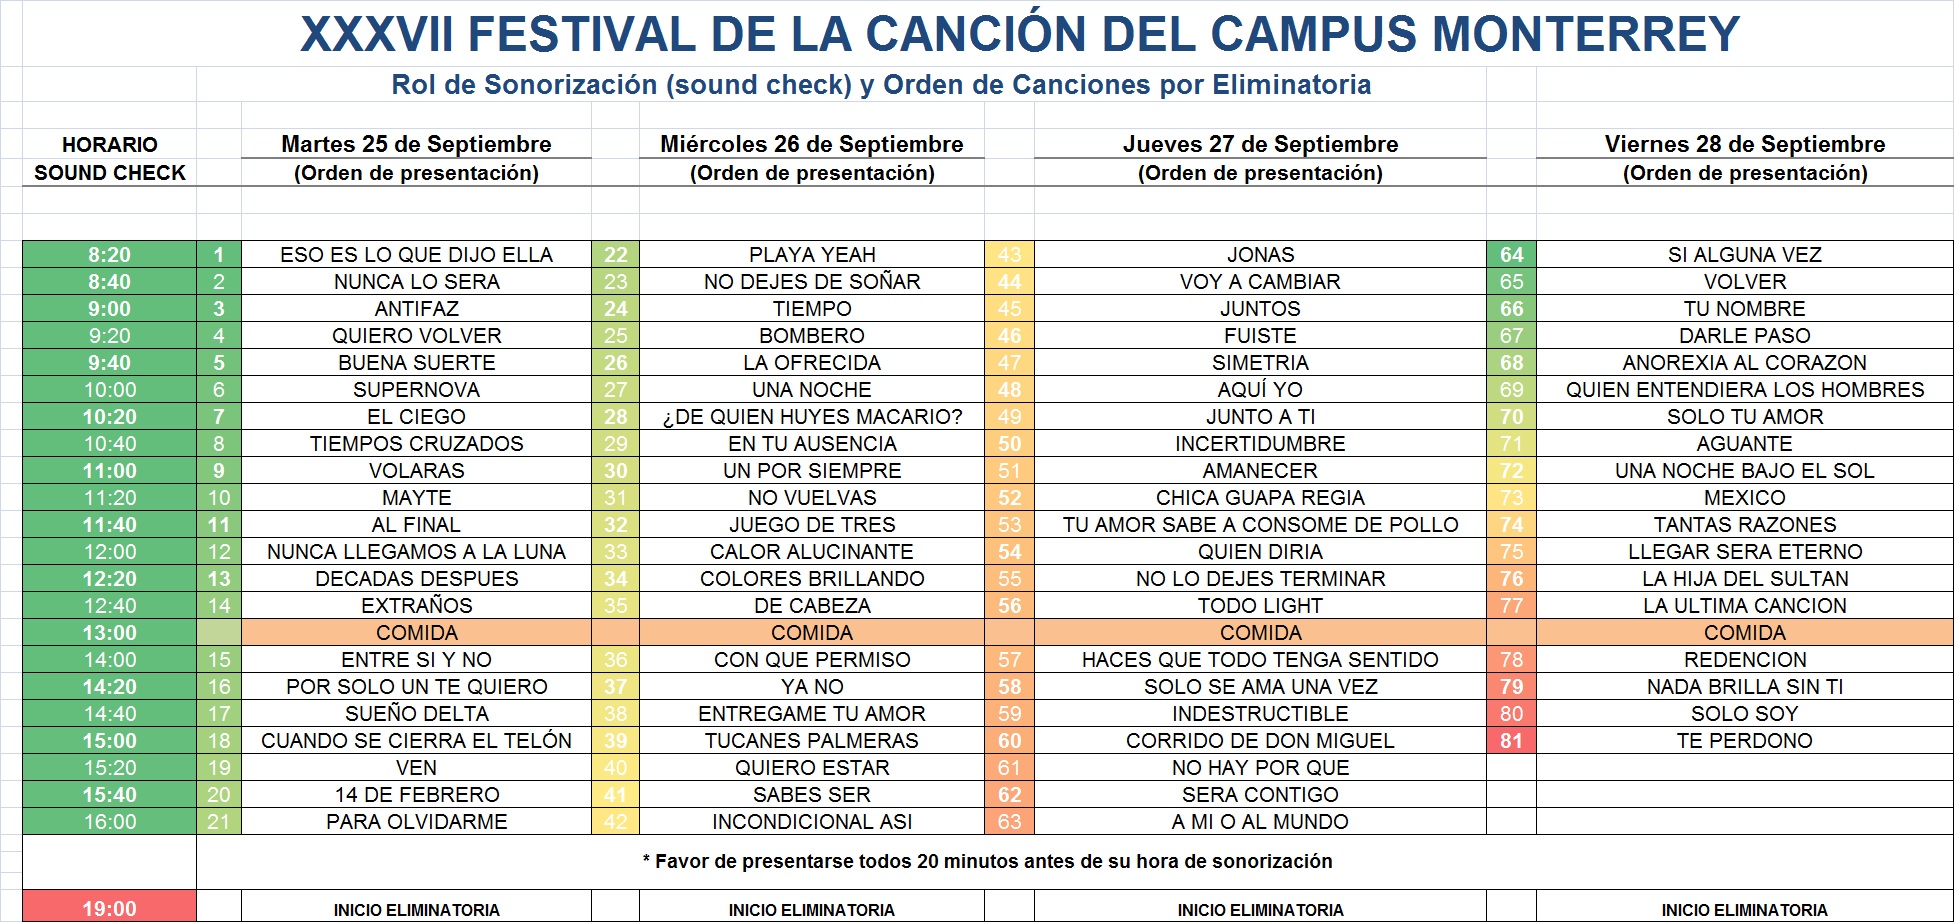 XXXVII FESTIVAL DE LA CANCIÓN DEL CAMPUS MONTERREY
Rol de Sonorización (sound check) y Orden de Canciones por Eliminatoria
HORARIO Martes 25 de Septiembre Miércoles 26 de Septiembre Jueves 27 de Septiembre Viernes 28 de Septiembre
SOUND CHECK (Orden de presentación) (Orden de presentación) (Orden de presentación) (Orden de presentación)
8:20 1 ESO ES LO QUE DIJO ELLA 22 PLAYA YEAH 43 JONAS 64 SI ALGUNA VEZ
8:40 2 NUNCA LO SERA 23 NO DEJES DE SOÑAR 44 VOY A CAMBIAR 65 VOLVER
9:00 3 ANTIFAZ 24 TIEMPO 45 JUNTOS 66 TU NOMBRE
9:20 4 QUIERO VOLVER 25 BOMBERO 46 FUISTE 67 DARLE PASO
9:40 5 BUENA SUERTE 26 LA OFRECIDA 47 SIMETRIA 68 ANOREXIA AL CORAZON
10:00 6 SUPERNOVA 27 UNA NOCHE 48 AQUÍ YO 69 QUIEN ENTENDIERA LOS HOMBRES
10:20 7 EL CIEGO 28 ¿DE QUIEN HUYES MACARIO? 49 JUNTO A TI 70 SOLO TU AMOR
10:40 8 TIEMPOS CRUZADOS 29 EN TU AUSENCIA 50 INCERTIDUMBRE 71 AGUANTE
11:00 9 VOLARAS 30 UN POR SIEMPRE 51 AMANECER 72 UNA NOCHE BAJO EL SOL
11:20 10 MAYTE 31 NO VUELVAS 52 CHICA GUAPA REGIA 73 MEXICO
11:40 11 AL FINAL 32 JUEGO DE TRES 53 TU AMOR SABE A CONSOME DE POLLO 74 TANTAS RAZONES
12:00 12 NUNCA LLEGAMOS A LA LUNA 33 CALOR ALUCINANTE 54 QUIEN DIRIA 75 LLEGAR SERA ETERNO
12:20 13 DECADAS DESPUES 34 COLORES BRILLANDO 55 NO LO DEJES TERMINAR 76 LA HIJA DEL SULTAN
12:40 14 EXTRAÑOS 35 DE CABEZA 56 TODO LIGHT 77 LA ULTIMA CANCION
13:00 COMIDA COMIDA COMIDA COMIDA
14:00 15 ENTRE SI Y NO 36 CON QUE PERMISO 57 HACES QUE TODO TENGA SENTIDO 78 REDENCION
14:20 16 POR SOLO UN TE QUIERO 37 YA NO 58 SOLO SE AMA UNA VEZ 79 NADA BRILLA SIN TI
14:40 17 SUEÑO DELTA 38 ENTREGAME TU AMOR 59 INDESTRUCTIBLE 80 SOLO SOY
15:00 18 CUANDO SE CIERRA EL TELÓN 39 TUCANES PALMERAS 60 CORRIDO DE DON MIGUEL 81 TE PERDONO
15:20 19 VEN 40 QUIERO ESTAR 61 NO HAY POR QUE
15:40 20 14 DE FEBRERO 41 SABES SER 62 SERA CONTIGO
16:00 21 PARA OLVIDARME 42 INCONDICIONAL ASI 63 A MI O AL MUNDO
* Favor de presentarse todos 20 minutos antes de su hora de sonorización
19:00 INICIO ELIMINATORIA INICIO ELIMINATORIA INICIO ELIMINATORIA INICIO ELIMINATORIA